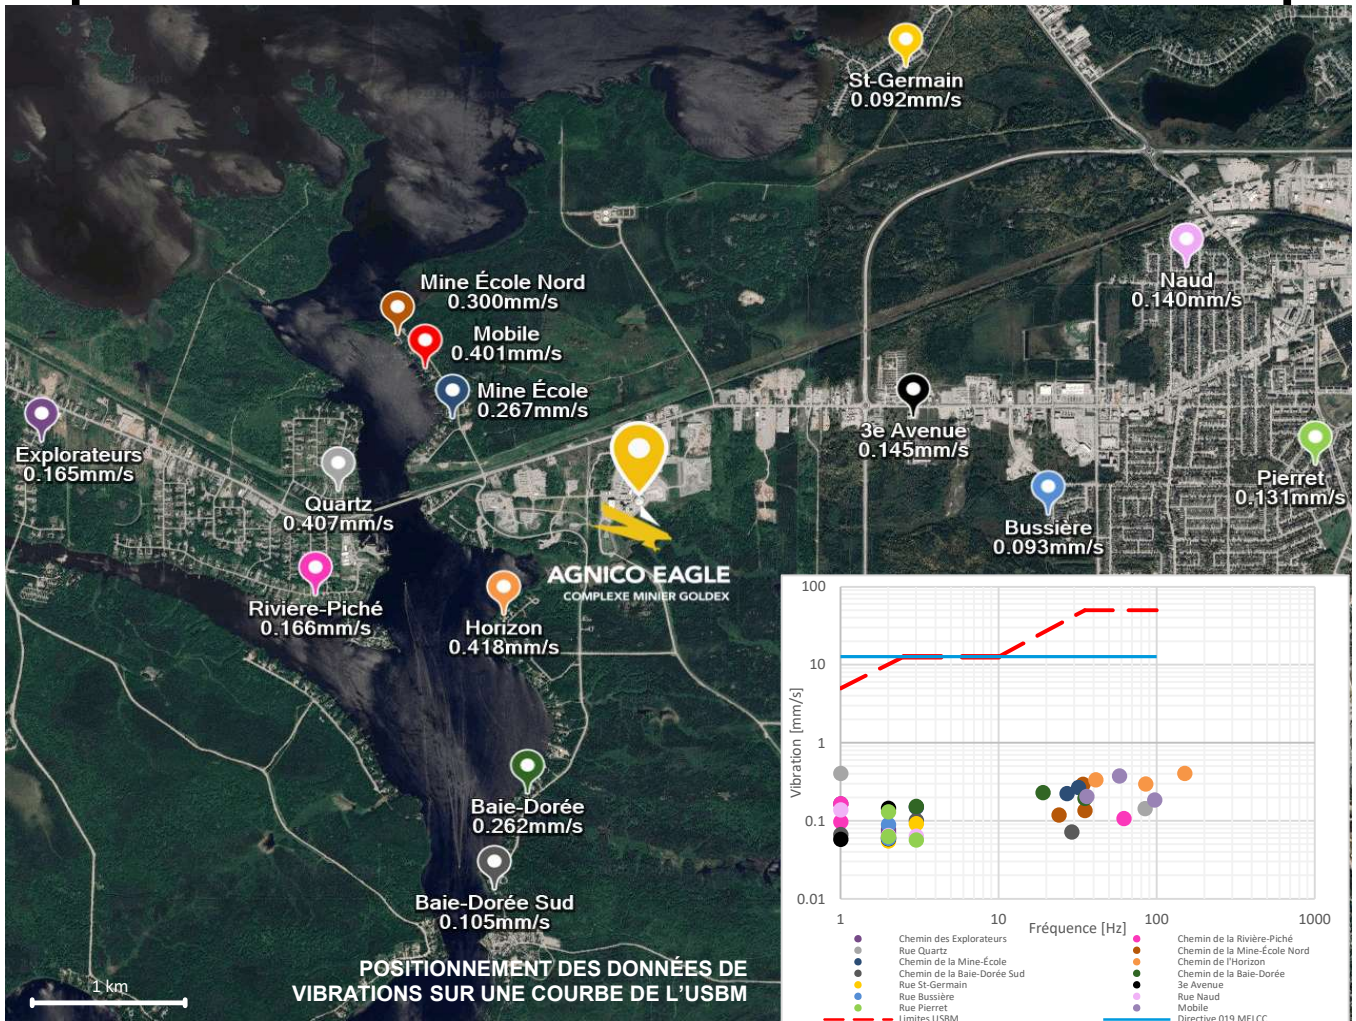 St-Germain
0.092mm/s
Naud
0.140mm/s
Mine École Nord
0.300mm/s
Mobile
0.401mm/s
Mine École
0.267mm/s
Explorateurs
0.165mm/s
3e Avenue
0.145mm/s
Pierret
0.131mm/s
Quartz
0.407mm/s
Bussière
0.093mm/s
AGNICO EAGLE
COMPLEXE MINIER GOLDEX
Riviere-Piché
0.166mm/s
Horizon
0.418mm/s
Baie-Dorée
0.262mm/s
Baie-Dorée Sud
0.105mm/s
POSITIONNEMENT DES DONNÉES DE
VIBRATIONS SUR UNE COURBE DE L'USBM
1 km
100
10
1
0.1
0.01
Vibration [mm/s]
1 10 100 1000
Fréquence [Hz]
Chemin des Explorateurs Chemin de la Rivière-Piché
Rue Quartz Chemin de la Mine-École Nord
Chemin de la Mine-École Chemin de l'Horizon
Chemin de la Baie-Dorée Sud Chemin de la Baie-Dorée
Rue St-Germain 3e Avenue
Rue Bussière Rue Naud
Rue Pierret Mobile
Limites USBM Directive 019 MELCC